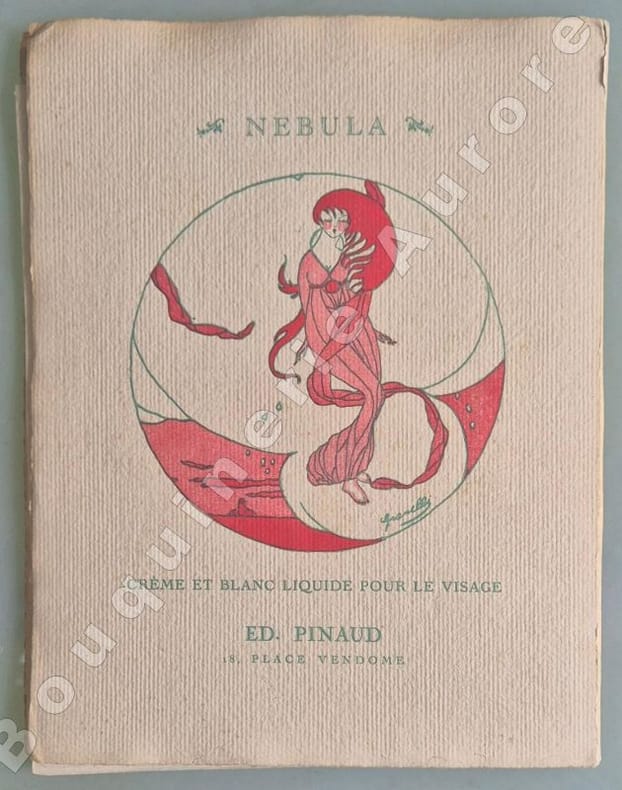 NEBULA
CRÈME ET BLANC LIQUIDE POUR LE VISAGE
ED. PINAUD
18, PLACE VENDOME
Bouquinerie Aurore